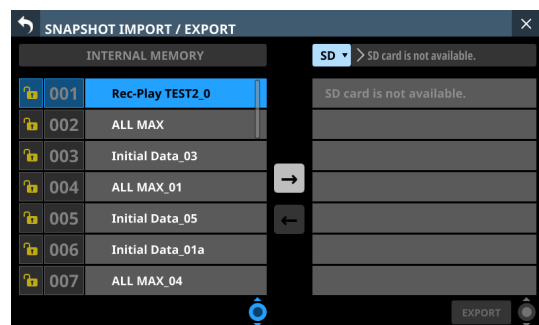 SNAPSHOT IMPORT / EXPORT
INTERNAL MEMORY
SD SD card is not available.
001 Rec-Play TEST2_0
SD card is not available.
002 ALL MAX
003 Initial Data_03
004 ALL MAX_01
005 Initial Data_05
006 Initial Data_01a
007 ALL MAX_04
EXPORT